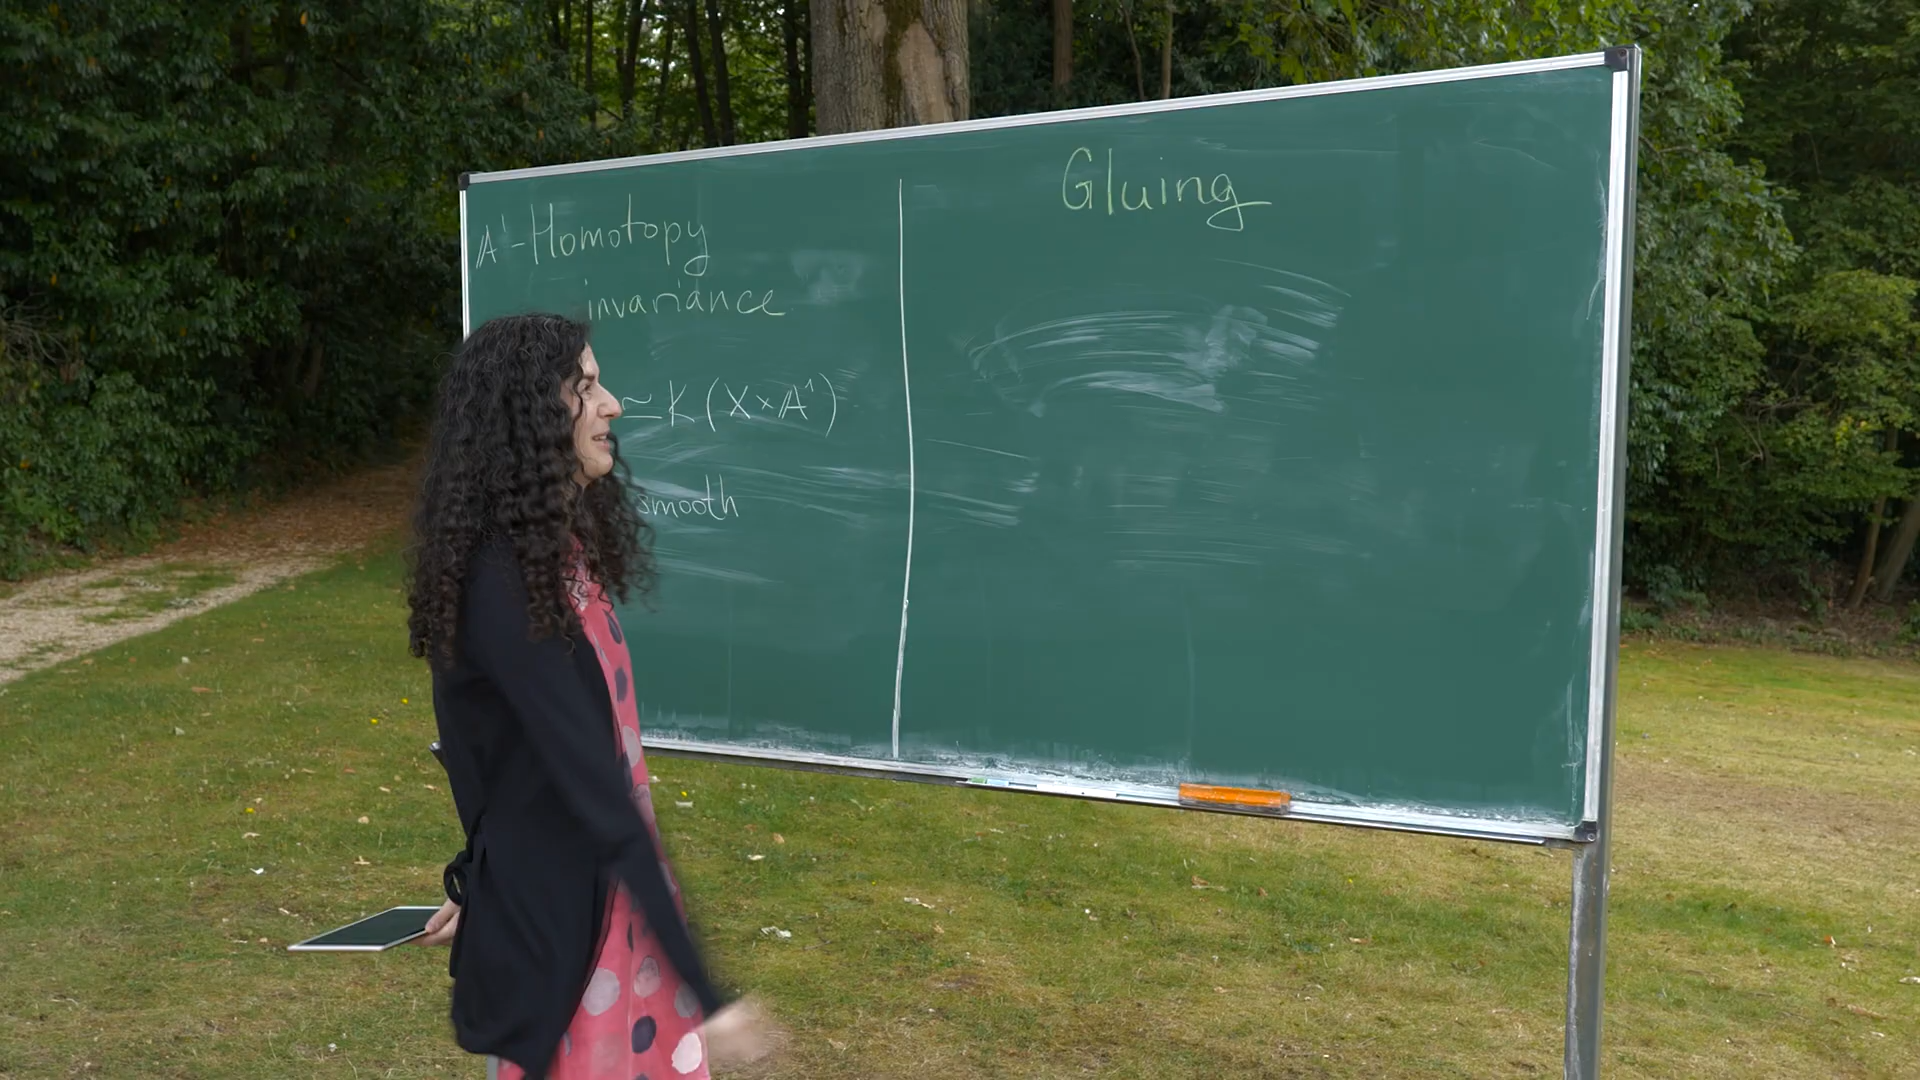 𝔸¹-Homotopy
invariance
≃ K (X × 𝔸¹)
smooth
Gluing